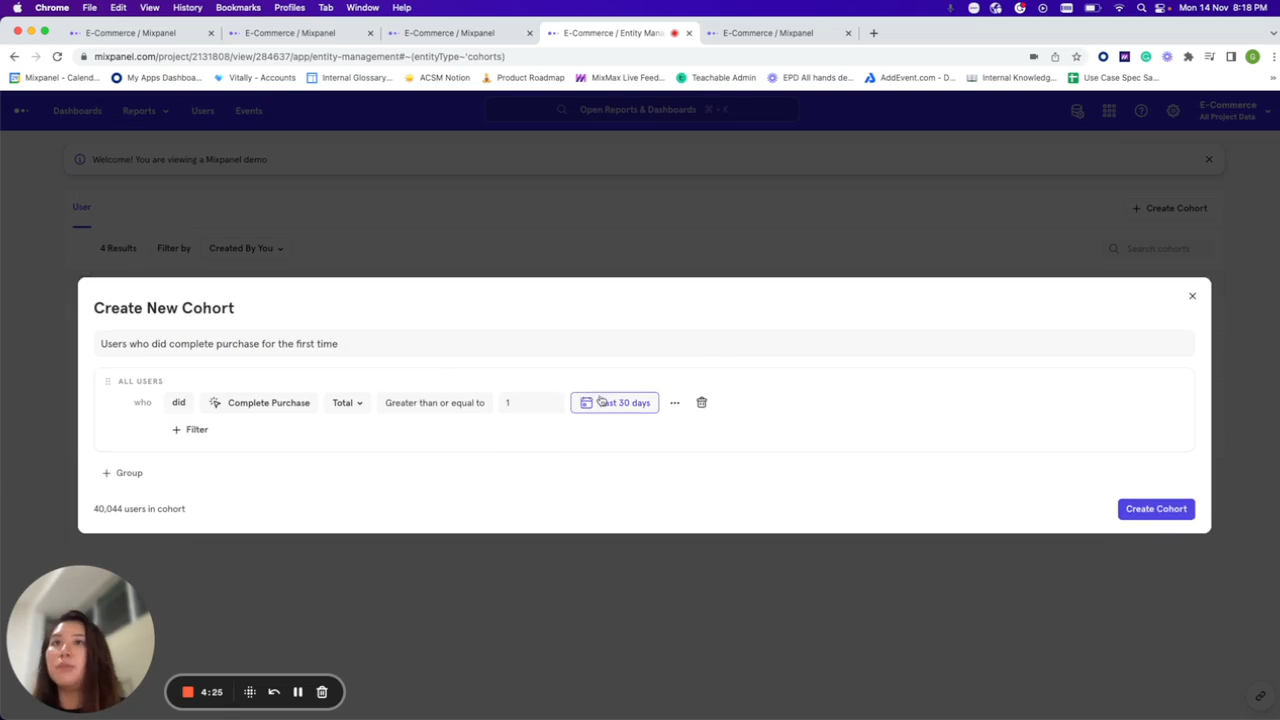 Chrome File Edit View History Bookmarks Profiles Tab Window Help Mon 14 Nov 8:18 PM
E-Commerce / Mixpanel E-Commerce / Mixpanel E-Commerce / Mixpanel E-Commerce / Entity Mana E-Commerce / Mixpanel
mixpanel.com/project/2131808/view/284637/app/entity-management#~(entityType~'cohorts) G
Mixpanel - Calend... My Apps Dashboa... Vitally - Accounts Internal Glossary... ACSM Notion Product Roadmap MixMax Live Feed... Teachable Admin EPD All hands de... AddEvent.com - D... Internal Knowledg... Use Case Spec Sa... »
Dashboards Reports Users Events Open Reports & Dashboards ⌘ - K E-Commerce
All Project Data
Welcome! You are viewing a Mixpanel demo
User + Create Cohort
4 Results Filter by Created By You Search cohorts
Create New Cohort
Users who did complete purchase for the first time
ALL USERS
who did Complete Purchase Total Greater than or equal to 1 30 days
+ Filter
+ Group
40,044 users in cohort Create Cohort
4:25